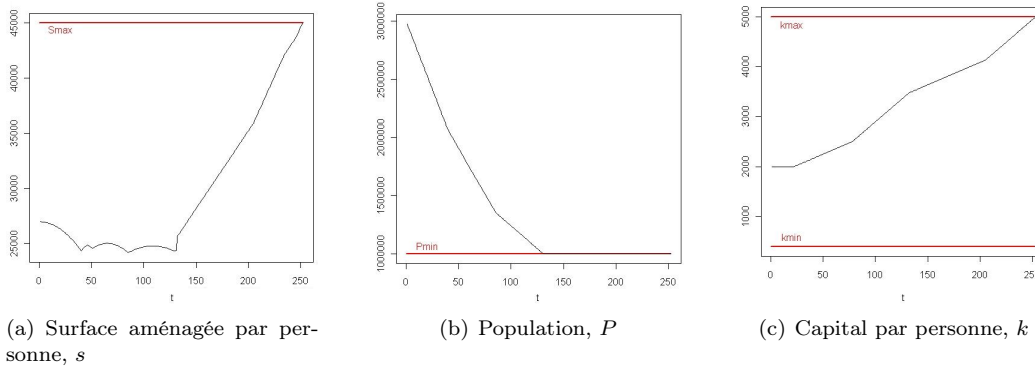 45000
40000
35000
30000
25000
Smax
0 50 100 150 200 250
t
(a) Surface aménagée par per-
sonne, s
3000000
2500000
2000000
1500000
1000000
Pmin
0 50 100 150 200 250
t
(b) Population, P
5000
4000
3000
2000
1000
kmax
kmin
0 50 100 150 200 250
t
(c) Capital par personne, k